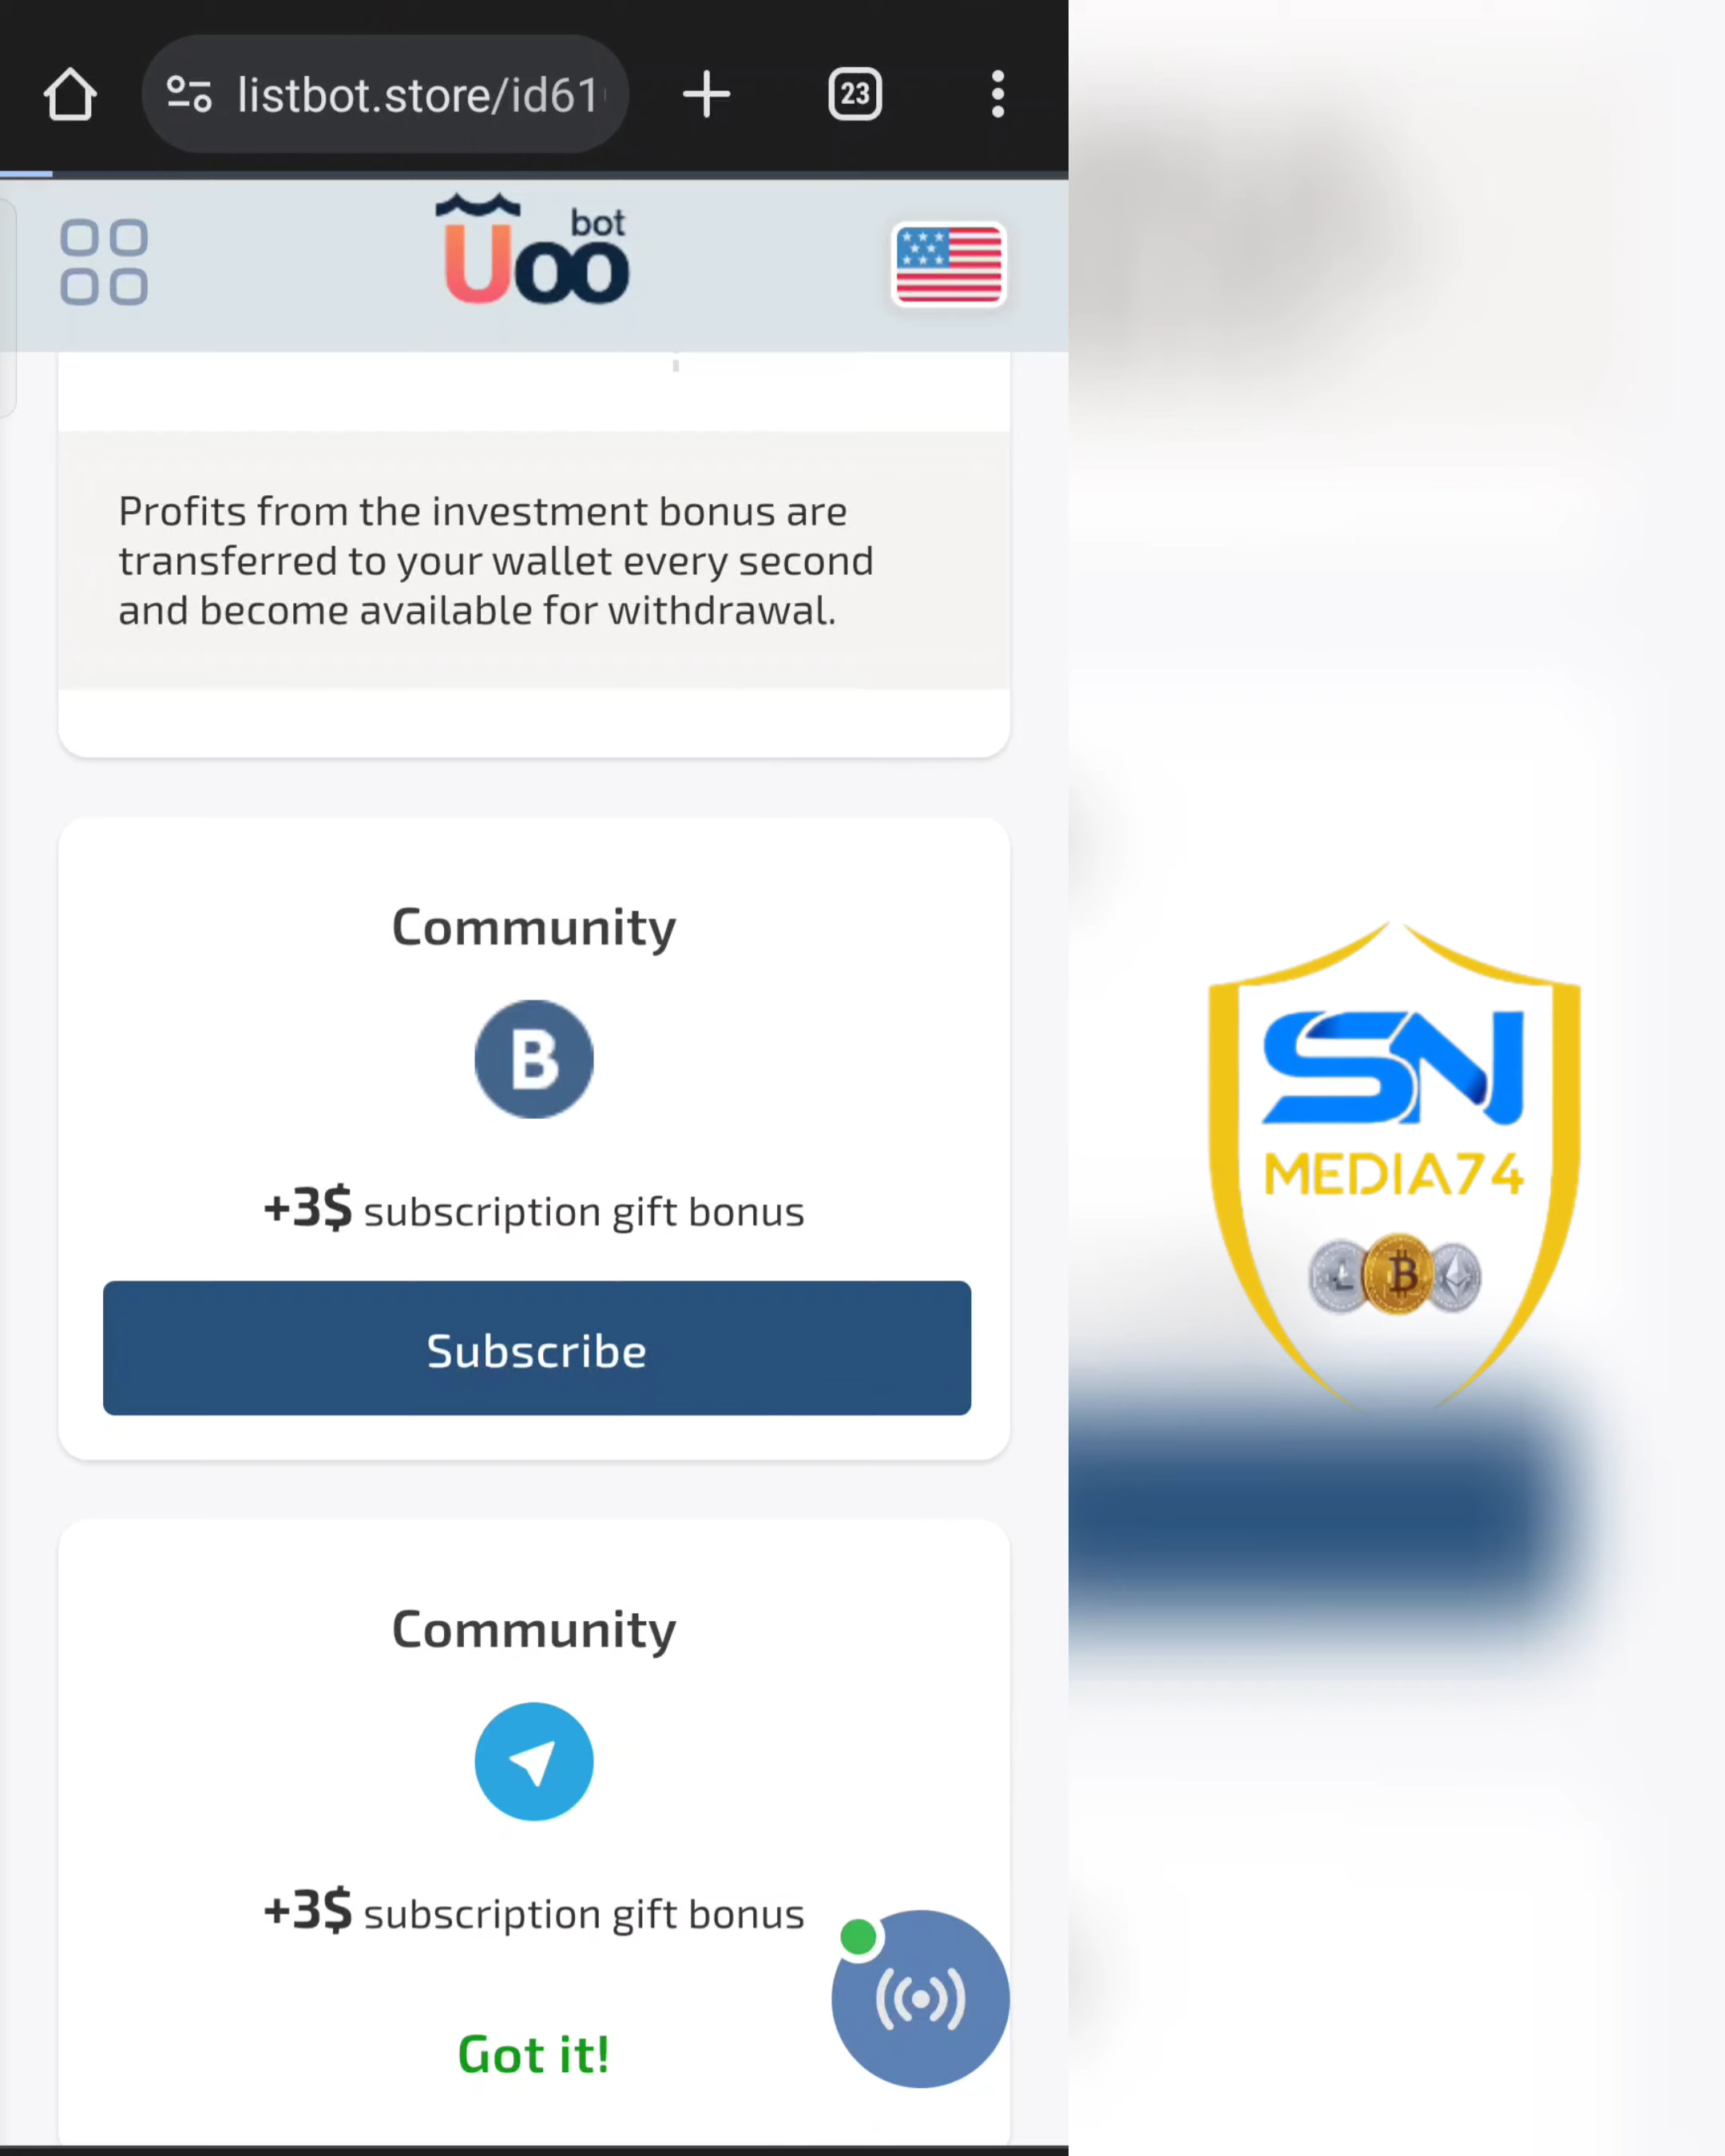 listbot.store/id61
23
Uoo bot
Profits from the investment bonus are
transferred to your wallet every second
and become available for withdrawal.
Community
B
+3$ subscription gift bonus
Subscribe
Community
+3$ subscription gift bonus
Got it!
SN
MEDIA74